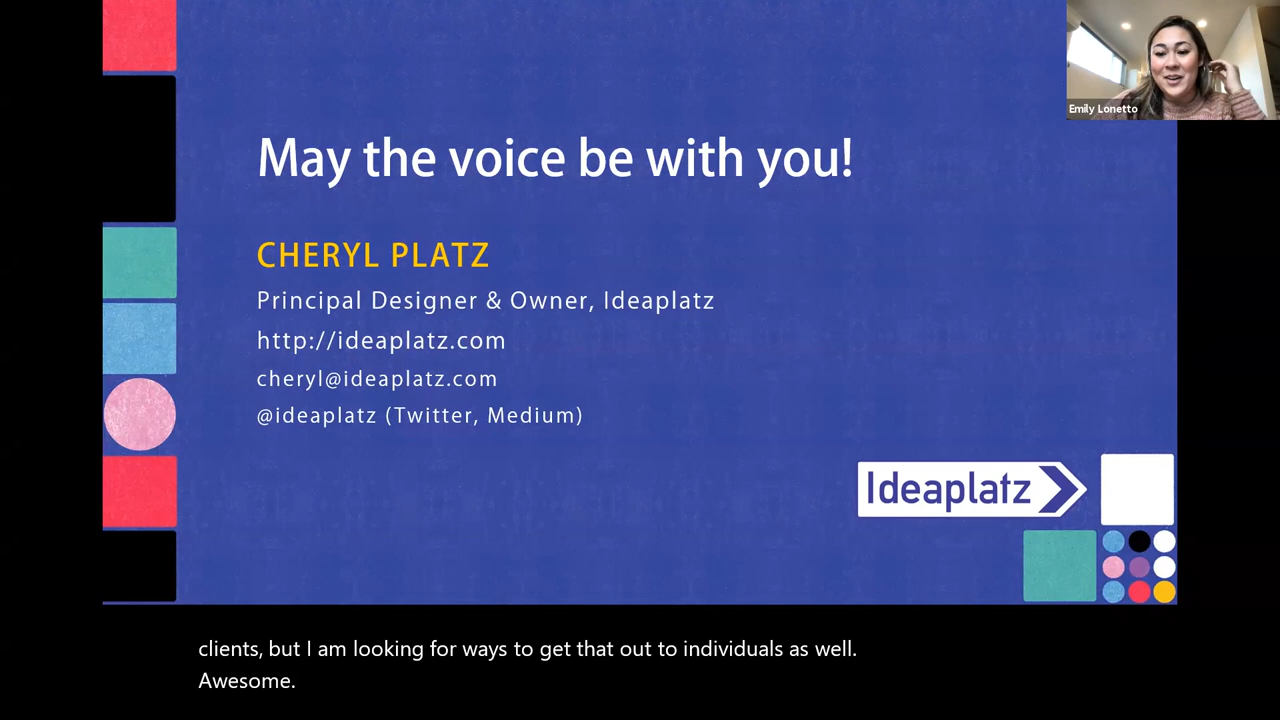 Emily Lonetto
May the voice be with you!
CHERYL PLATZ
Principal Designer & Owner, Ideaplatz
http://ideaplatz.com
cheryl@ideaplatz.com
@ideaplatz (Twitter, Medium)
Ideaplatz
clients, but I am looking for ways to get that out to individuals as well.
Awesome.